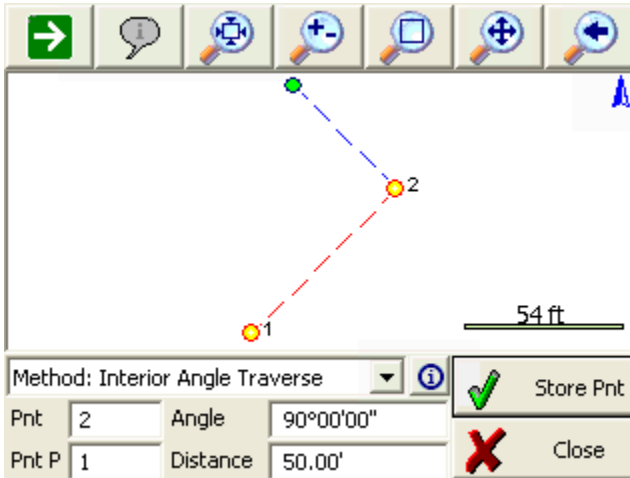 2
1
54 ft
Method: Interior Angle Traverse
Store Pnt
Pnt 2 Angle 90°00'00"
Pnt P 1 Distance 50.00'
Close